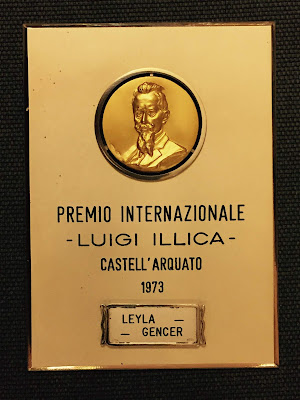 PREMIO INTERNAZIONALE
-LUIGI ILLICA-
CASTELL'ARQUATO
1973
LEYLA —
— GENCER